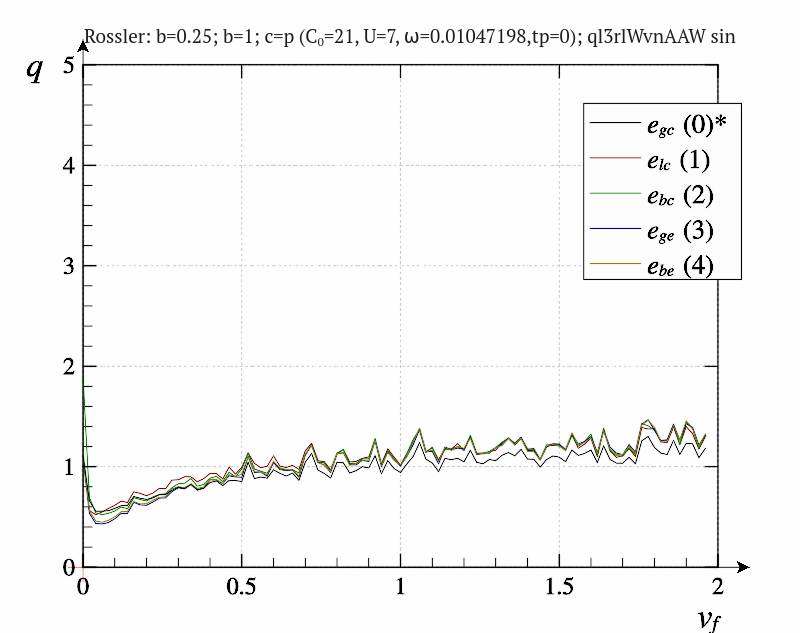 Rossler: b=0.25; b=1; c=p (C₀=21, U=7, ω=0.01047198,tp=0); ql3rlWvnAAW sin
q
5
4
3
2
1
0
e_gc (0)*
e_lc (1)
e_bc (2)
e_ge (3)
e_be (4)
0 0.5 1 1.5 2
v_f